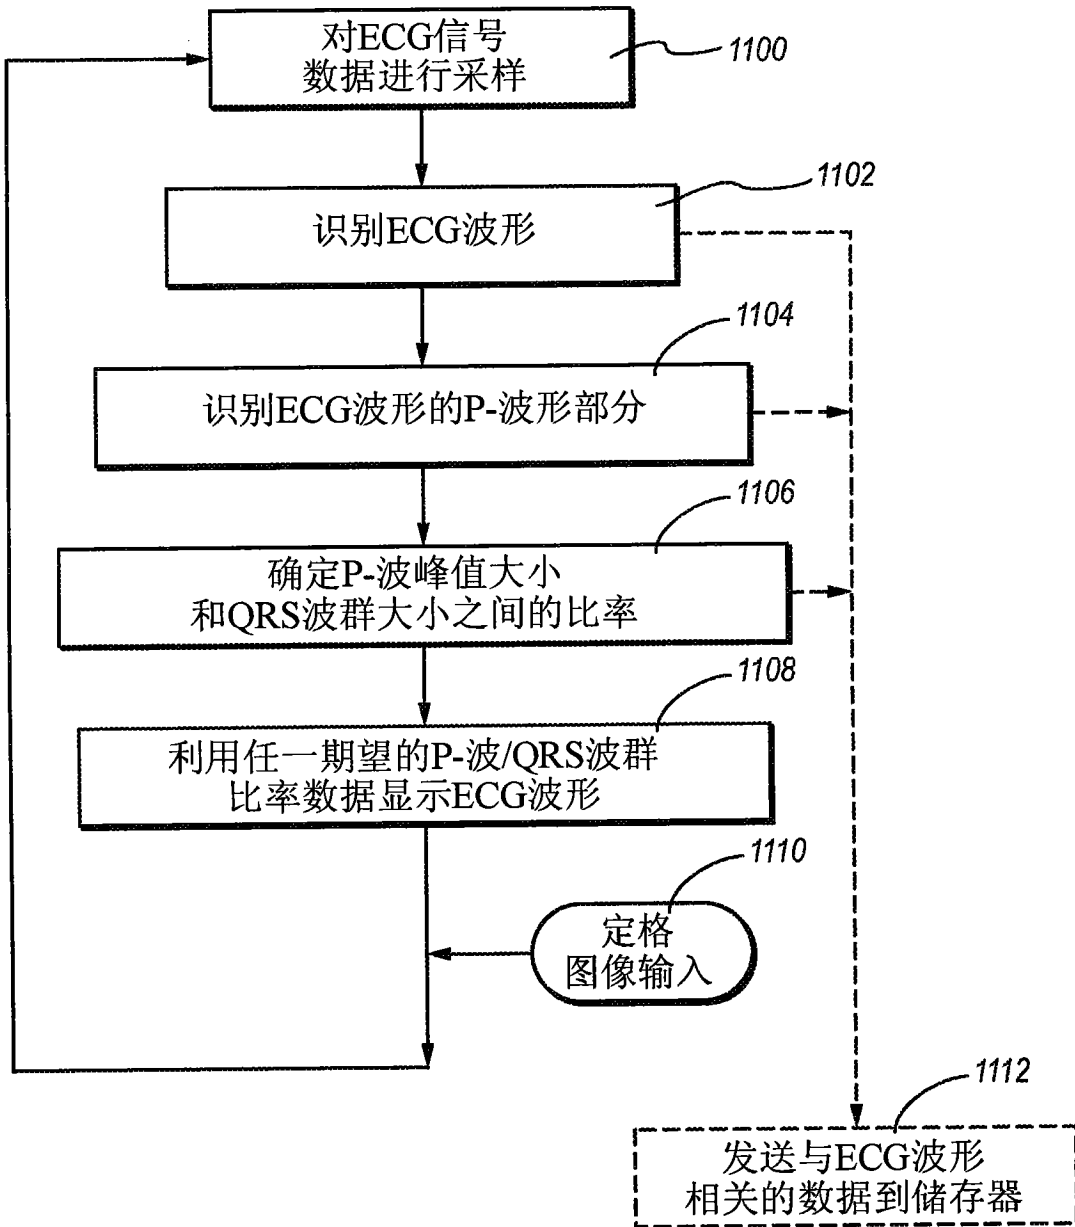 对ECG信号
数据进行采样
1100
1102
识别ECG波形
1104
识别ECG波形的P-波形部分
1106
确定P-波峰值大小
和QRS波群大小之间的比率
1108
利用任一期望的P-波/QRS波群
比率数据显示ECG波形
1110
定格
图像输入
1112
发送与ECG波形
相关的数据到储存器